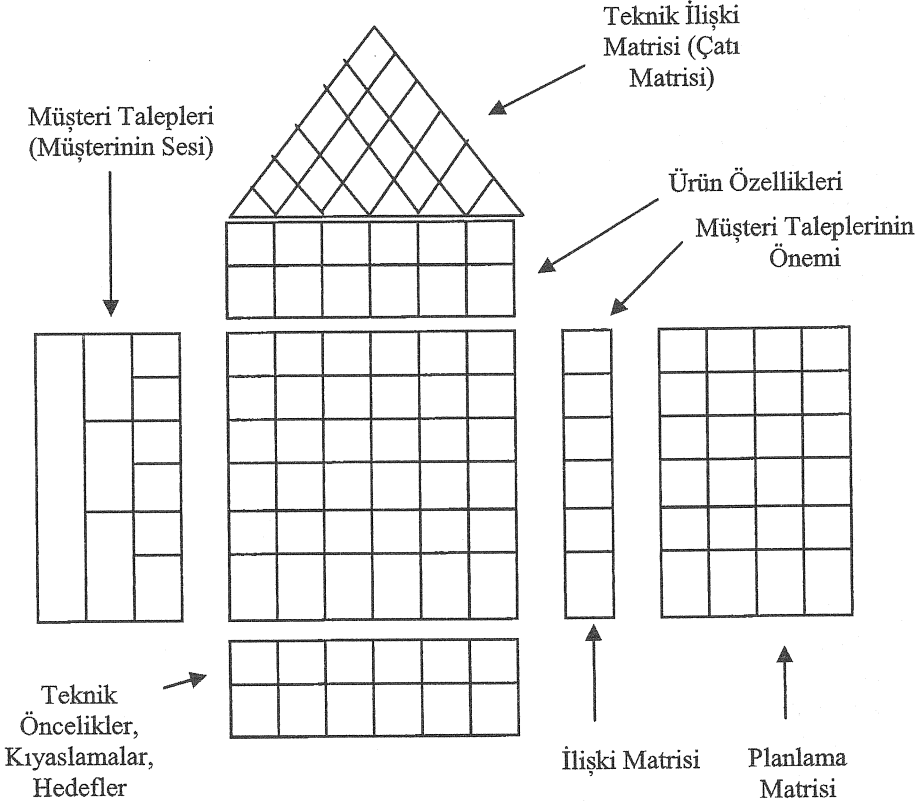 Teknik İlişki
Matrisi (Çatı
Matrisi)
Müşteri Talepleri
(Müşterinin Sesi)
Ürün Özellikleri
Müşteri Taleplerinin
Önemi
Teknik
Öncelikler,
Kıyaslamalar,
Hedefler
İlişki Matrisi
Planlama
Matrisi